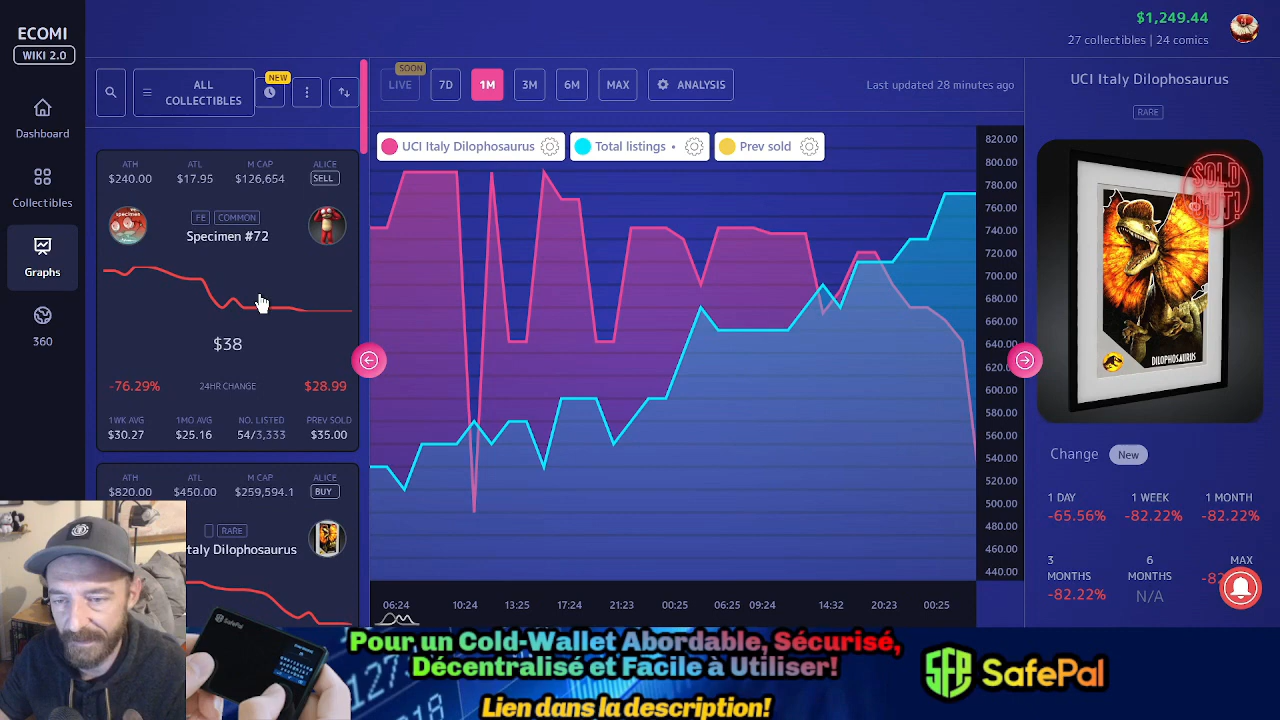 ECOMI
WIKI 2.0
Dashboard
Collectibles
Graphs
360
$1,249.44
27 collectibles | 24 comics
ALL
COLLECTIBLES
NEW
SOON
LIVE
7D
1M
3M
6M
MAX
ANALYSIS
Last updated 28 minutes ago
UCI Italy Dilophosaurus
RARE
UCI Italy Dilophosaurus
Total listings •
Prev sold
ATH ATL M CAP ALICE
$240.00 $17.95 $126,654 SELL
specimen
FE COMMON
Specimen #72
$38
-76.29% 24HR CHANGE $28.99
1WK AVG 1MO AVG NO. LISTED PREV SOLD
$30.27 $25.16 54/3,333 $35.00
ATH ATL M CAP ALICE
$820.00 $450.00 $259,594.1 BUY
RARE
taly Dilophosaurus
820.00
800.00
780.00
760.00
740.00
720.00
700.00
680.00
660.00
640.00
620.0
600.00
580.00
560.00
540.00
520.00
500.00
480.00
460.00
440.00
06:24 10:24 13:25 17:24 21:23 00:25 06:25 09:24 14:32 20:23 00:25
SOLD
OUT!
DILOPHOSAURUS
Change New
1 DAY 1 WEEK 1 MONTH
-65.56% -82.22% -82.22%
3 MONTHS 6 MONTHS MAX
-82.22% N/A -82
SafePal
Pour un Cold-Wallet Abordable, Sécurisé,
Décentralisé et Facile à Utiliser!
Lien dans la description!
SFP SafePal